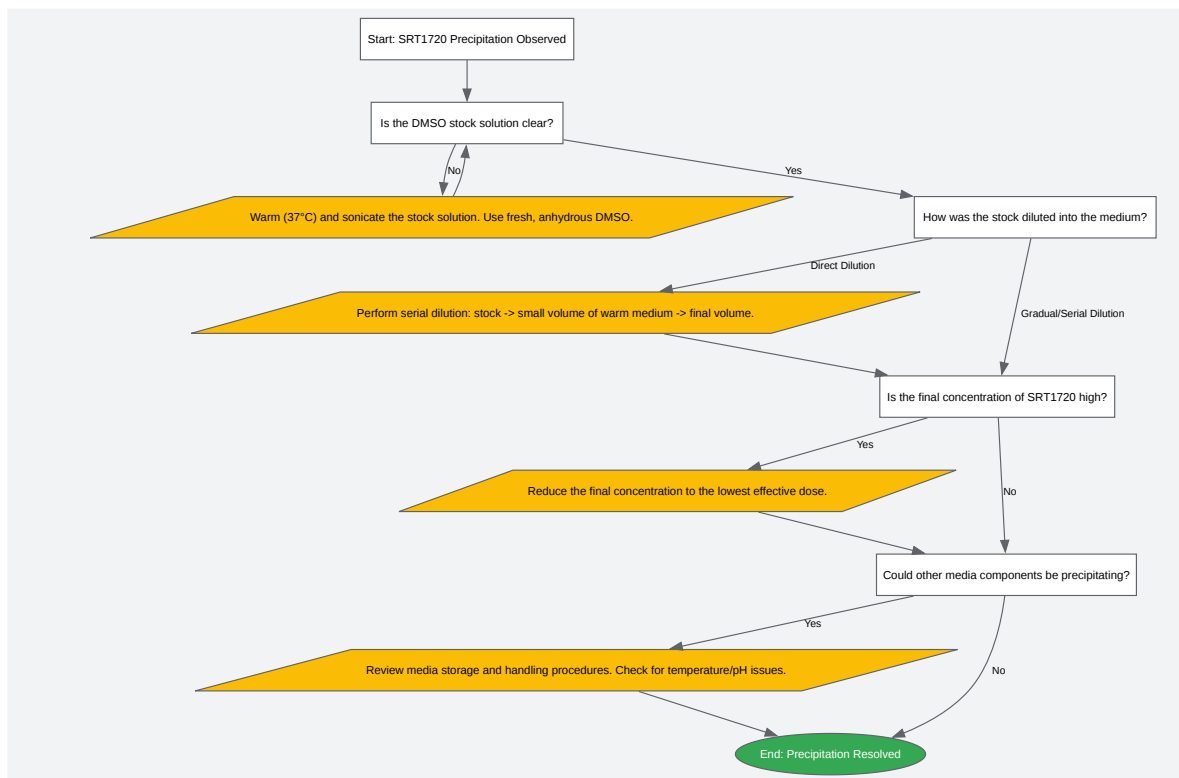 Start: SRT1720 Precipitation Observed
Is the DMSO stock solution clear?
No
Yes
Warm (37°C) and sonicate the stock solution. Use fresh, anhydrous DMSO.
How was the stock diluted into the medium?
Direct Dilution
Perform serial dilution: stock -> small volume of warm medium -> final volume.
Gradual/Serial Dilution
Is the final concentration of SRT1720 high?
Yes
Reduce the final concentration to the lowest effective dose.
No
Could other media components be precipitating?
Yes
Review media storage and handling procedures. Check for temperature/pH issues.
No
End: Precipitation Resolved